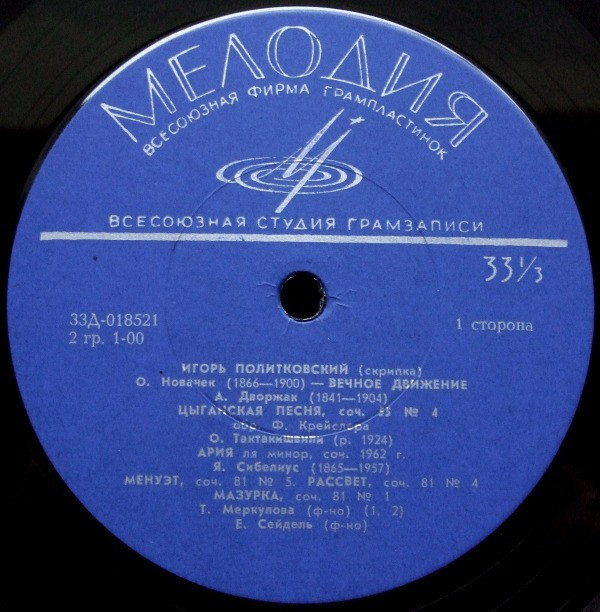 МЕЛОДИЯ
ВСЕСОЮЗНАЯ ФИРМА ГРАМПЛАСТИНОК
ВСЕСОЮЗНАЯ СТУДИЯ ГРАМЗАПИСИ
33 1/3
33Д-018521
2 гр. 1-00
1 сторона
ИГОРЬ ПОЛИТКОВСКИЙ (скрипка)
О. Новачек (1866—1900) — ВЕЧНОЕ ДВИЖЕНИЕ
А. Дворжак (1841—1904)
ЦЫГАНСКАЯ ПЕСНЯ, соч. 55 № 4
обр. Ф. Крейслера
О. Тактакишвили (р. 1924)
АРИЯ ля минор, соч. 1962 г.
Я. Сибелиус (1865—1957)
МЕНУЭТ, соч. 81 № 5. РАССВЕТ, соч. 81 № 4
МАЗУРКА, соч. 81 № 1
Т. Меркулова (ф-но) (1, 2)
Е. Сейдель (ф-но)